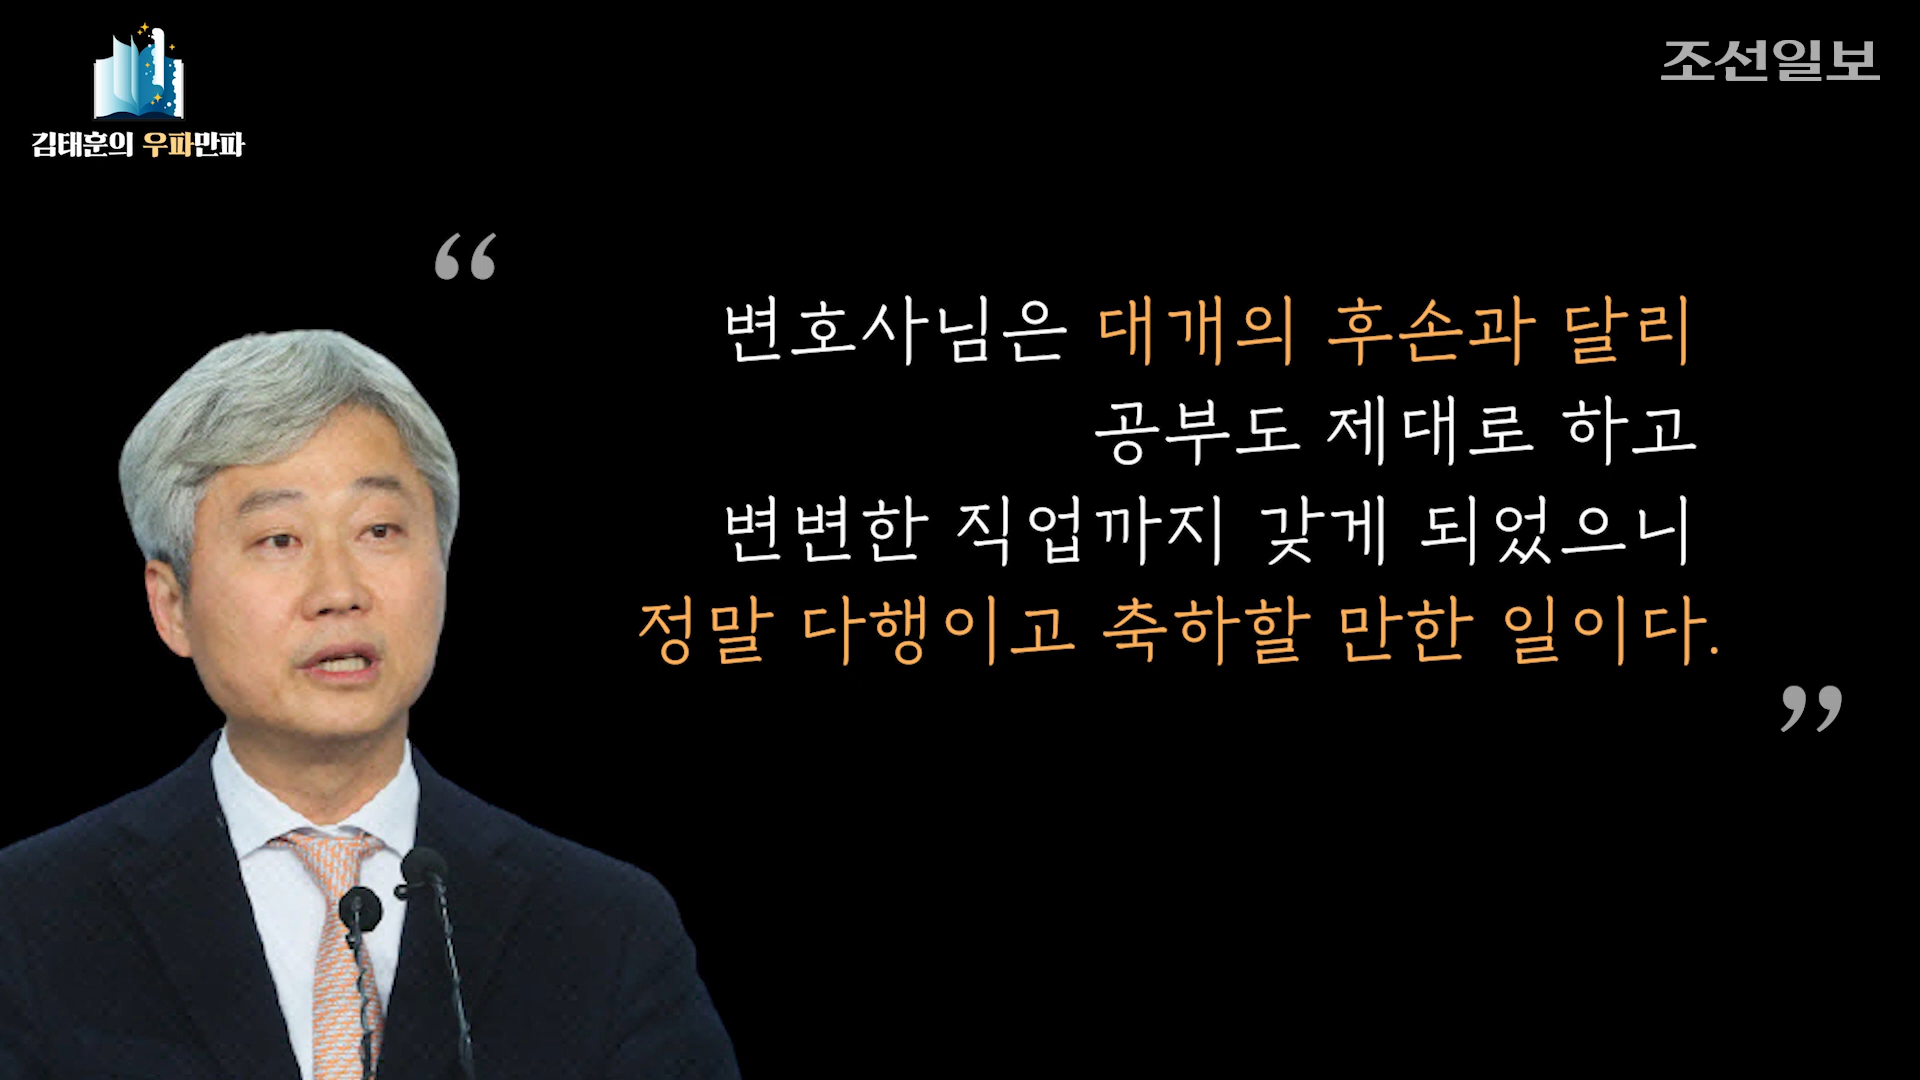 김태훈의 우파만파
조선일보
“
변호사님은 대개의 후손과 달리
공부도 제대로 하고
변변한 직업까지 갖게 되었으니
정말 다행이고 축하할 만한 일이다.
”